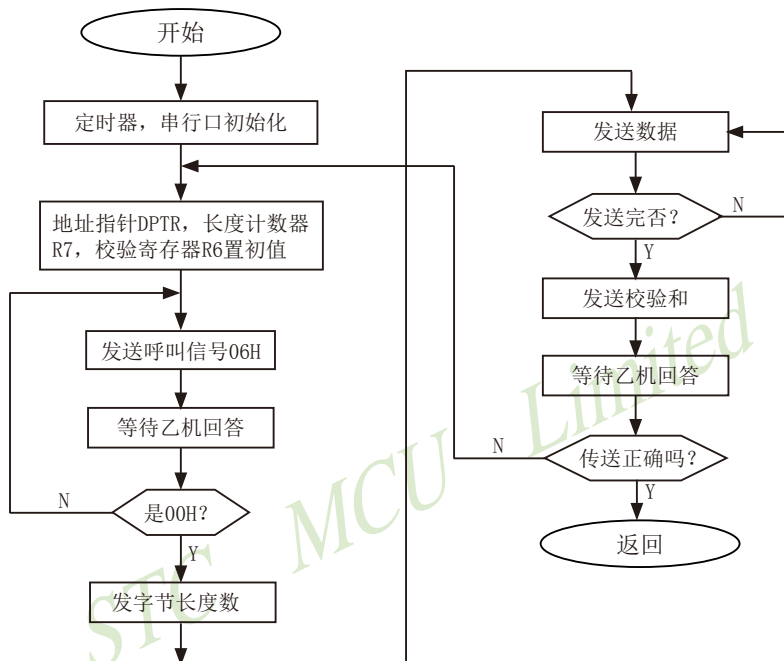 开始
定时器，串行口初始化
地址指针DPTR，长度计数器
R7，校验寄存器R6置初值
发送呼叫信号06H
等待乙机回答
是00H？
N
Y
发字节长度数
发送数据
发送完否？
N
Y
发送校验和
等待乙机回答
传送正确吗？
N
Y
返回
STC MCU Limited